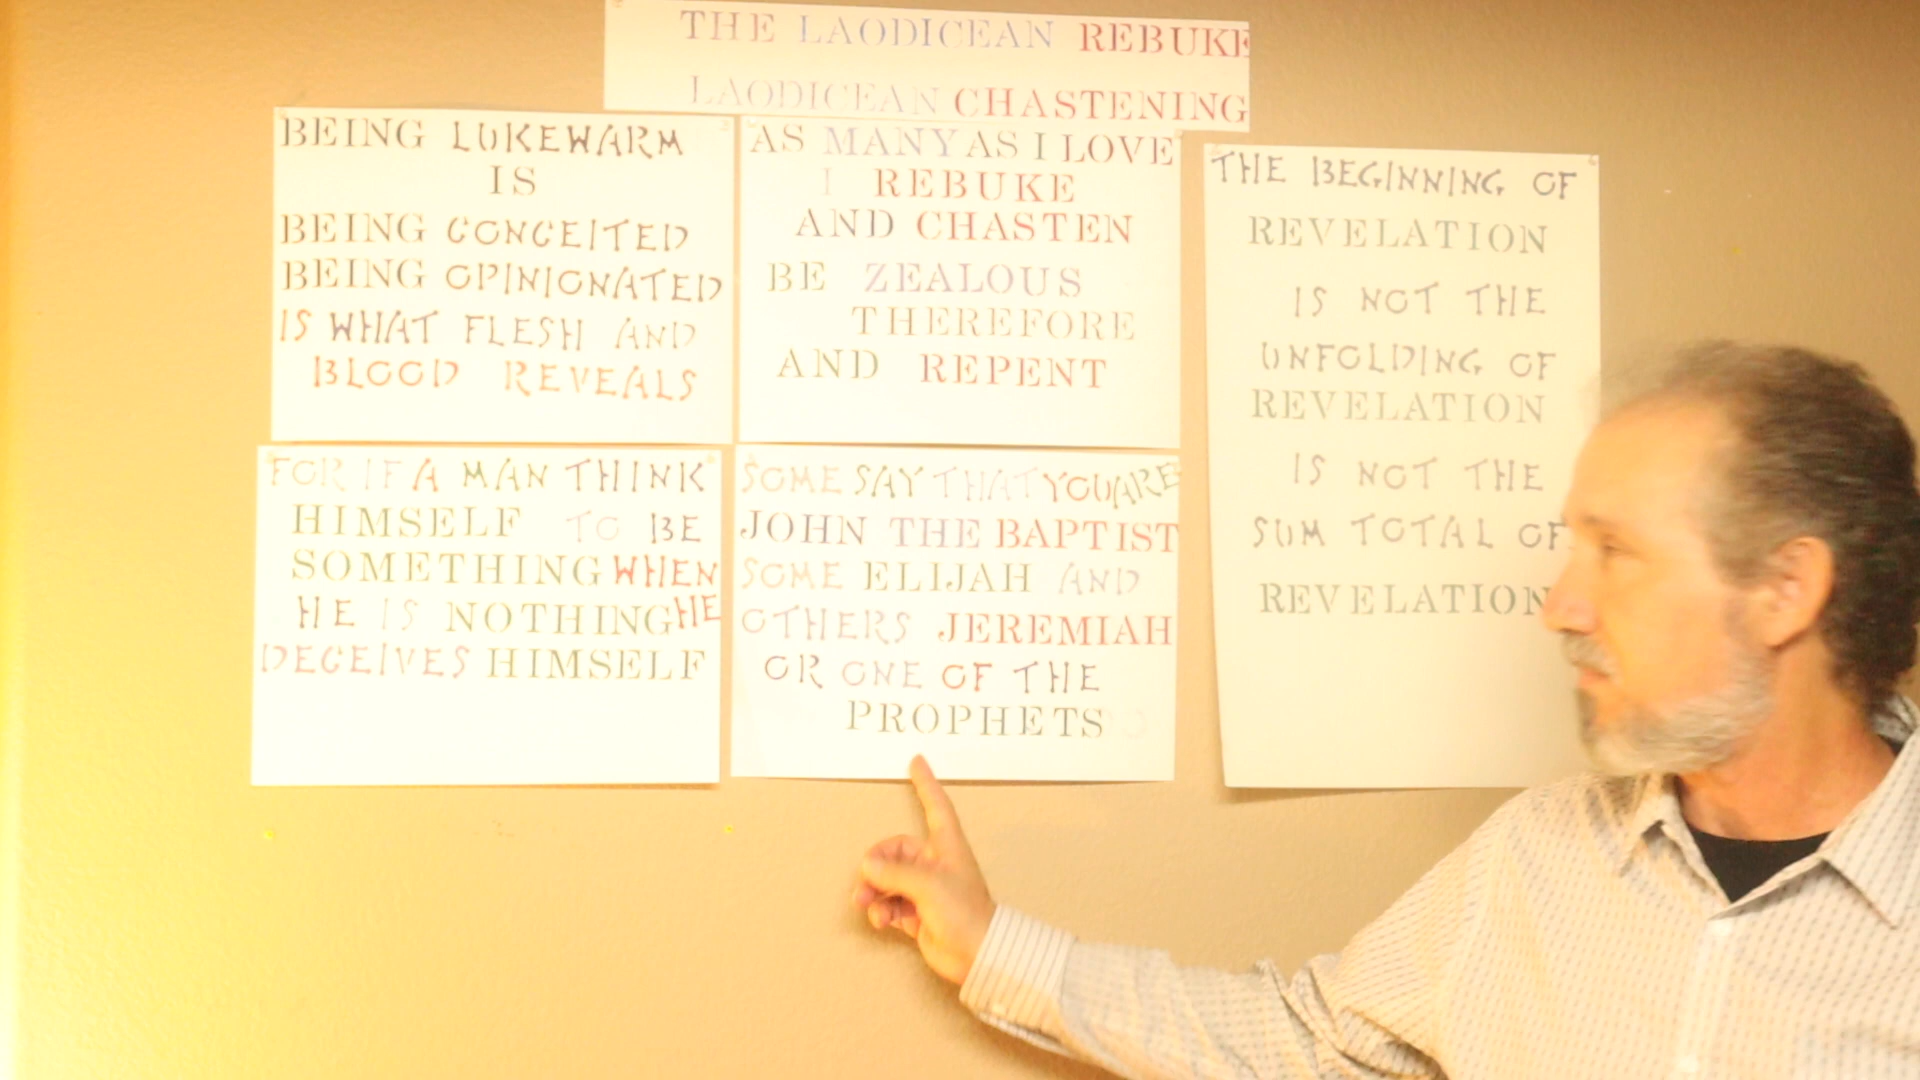 THE LAODICEAN REBUKE
LAODICEAN CHASTENING
BEING LUKEWARM
IS
BEING CONCEITED
BEING OPINIONATED
IS WHAT FLESH AND
BLOOD REVEALS
AS MANY AS I LOVE
I REBUKE
AND CHASTEN
BE ZEALOUS
THEREFORE
AND REPENT
THE BEGINNING OF
REVELATION
IS NOT THE
UNFOLDING OF
REVELATION
IS NOT THE
SUM TOTAL OF
REVELATION
FOR IF A MAN THINK
HIMSELF TO BE
SOMETHING WHEN
HE IS NOTHING HE
DECEIVES HIMSELF
SOME SAY THAT YOU ARE
JOHN THE BAPTIST
SOME ELIJAH AND
OTHERS JEREMIAH
OR ONE OF THE
PROPHETS